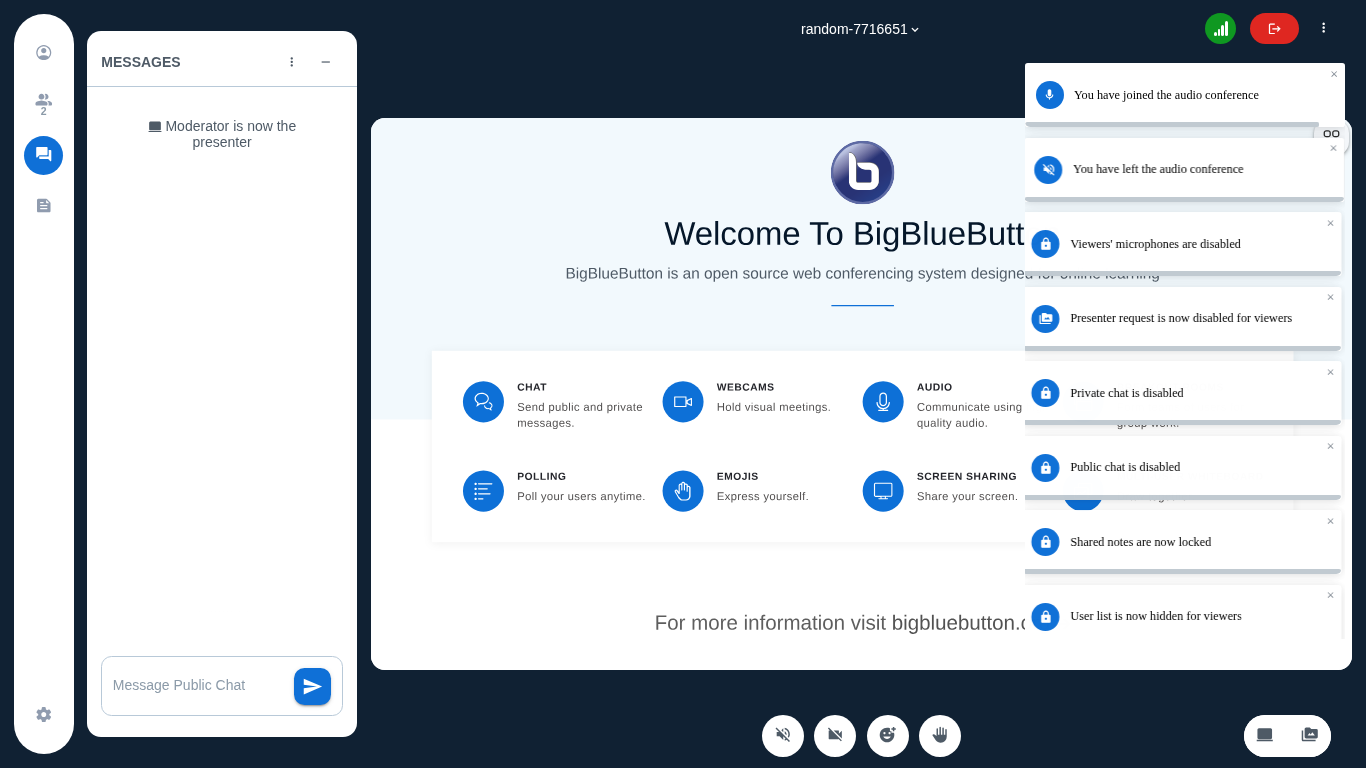 random-7716651
MESSAGES
2
Moderator is now the
presenter
Message Public Chat
Welcome To BigBlueButt
BigBlueButton is an open source web conferencing system designed for online learning
CHAT
Send public and private
messages.
WEBCAMS
Hold visual meetings.
AUDIO
Communicate using
quality audio.
group work.
POLLING
Poll your users anytime.
EMOJIS
Express yourself.
SCREEN SHARING
Share your screen.
For more information visit bigbluebutton.o
You have joined the audio conference
You have left the audio conference
Viewers' microphones are disabled
Presenter request is now disabled for viewers
Private chat is disabled
Public chat is disabled
Shared notes are now locked
User list is now hidden for viewers